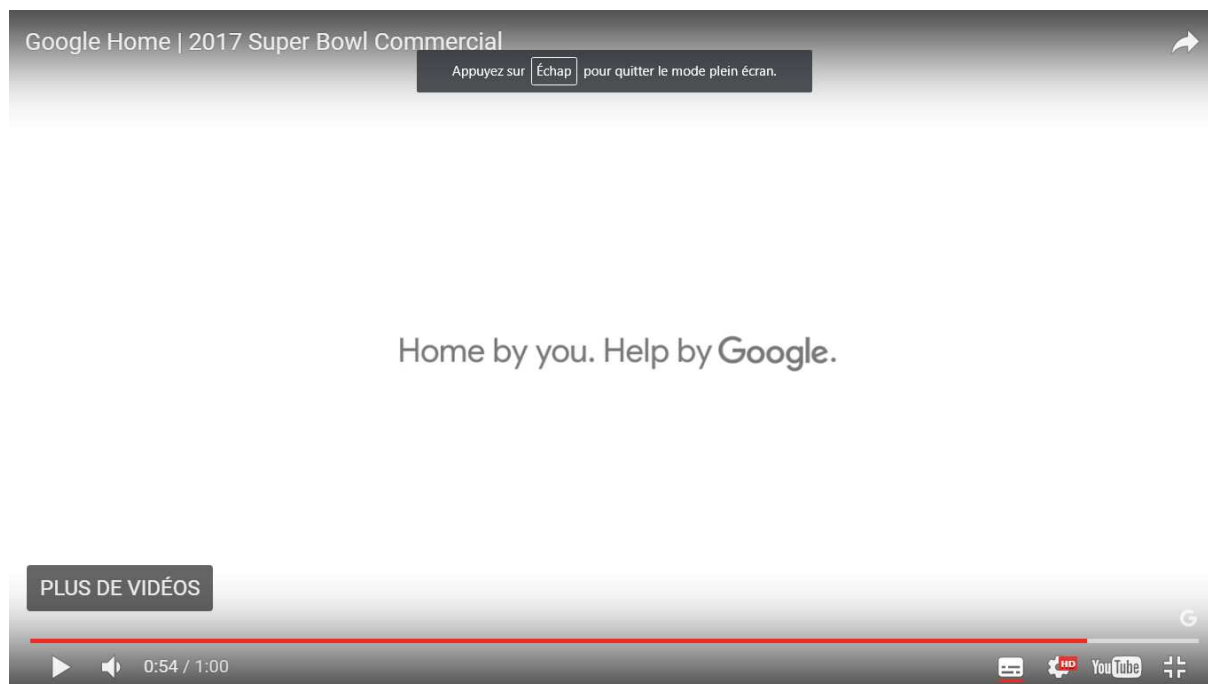 Google Home | 2017 Super Bowl Commercial
Appuyez sur Échap pour quitter le mode plein écran.
Home by you. Help by Google.
PLUS DE VIDÉOS
G
0:54 / 1:00
HD
YouTube